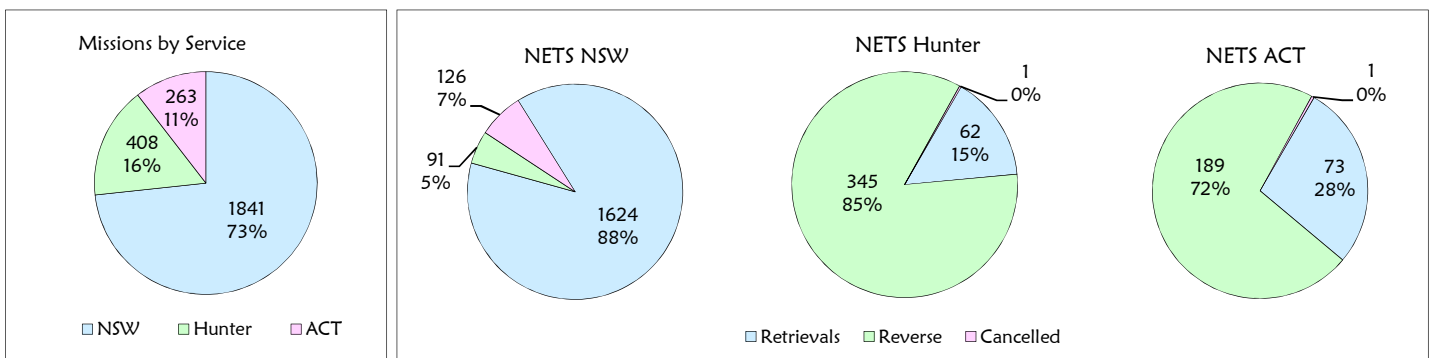 Missions by Service
263
11%
408
16%
1841
73%
NSW
Hunter
ACT
NETS NSW
126
7%
91
5%
1624
88%
NETS Hunter
1
0%
62
15%
345
85%
NETS ACT
1
0%
189
72%
73
28%
Retrievals
Reverse
Cancelled